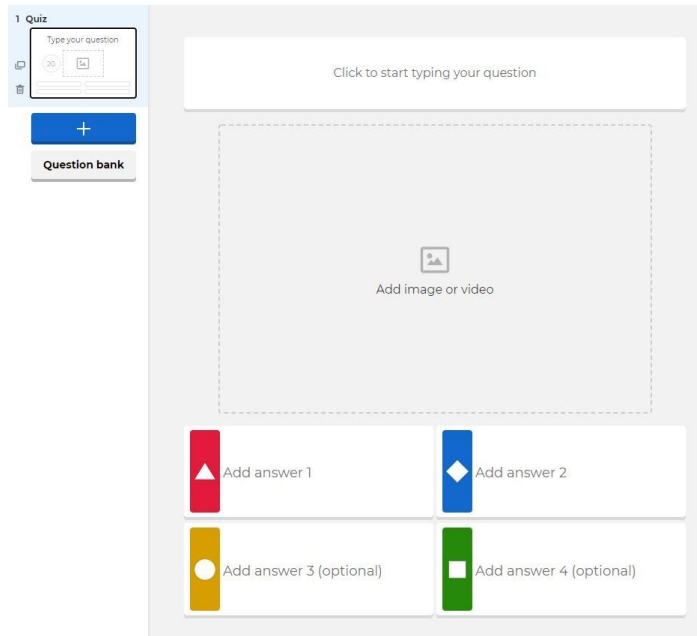 1 Quiz
Type your question
20
Question bank
Click to start typing your question
Add image or video
Add answer 1
Add answer 2
Add answer 3 (optional)
Add answer 4 (optional)